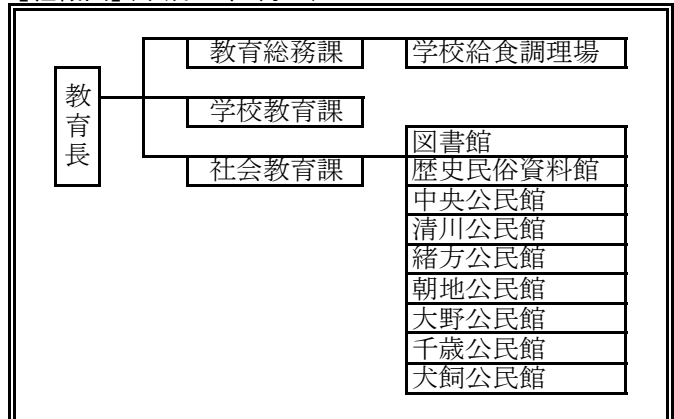 教育総務課 学校給食調理場
教育長
学校教育課
社会教育課
図書館
歴史民俗資料館
中央公民館
清川公民館
緒方公民館
朝地公民館
大野公民館
千歳公民館
犬飼公民館